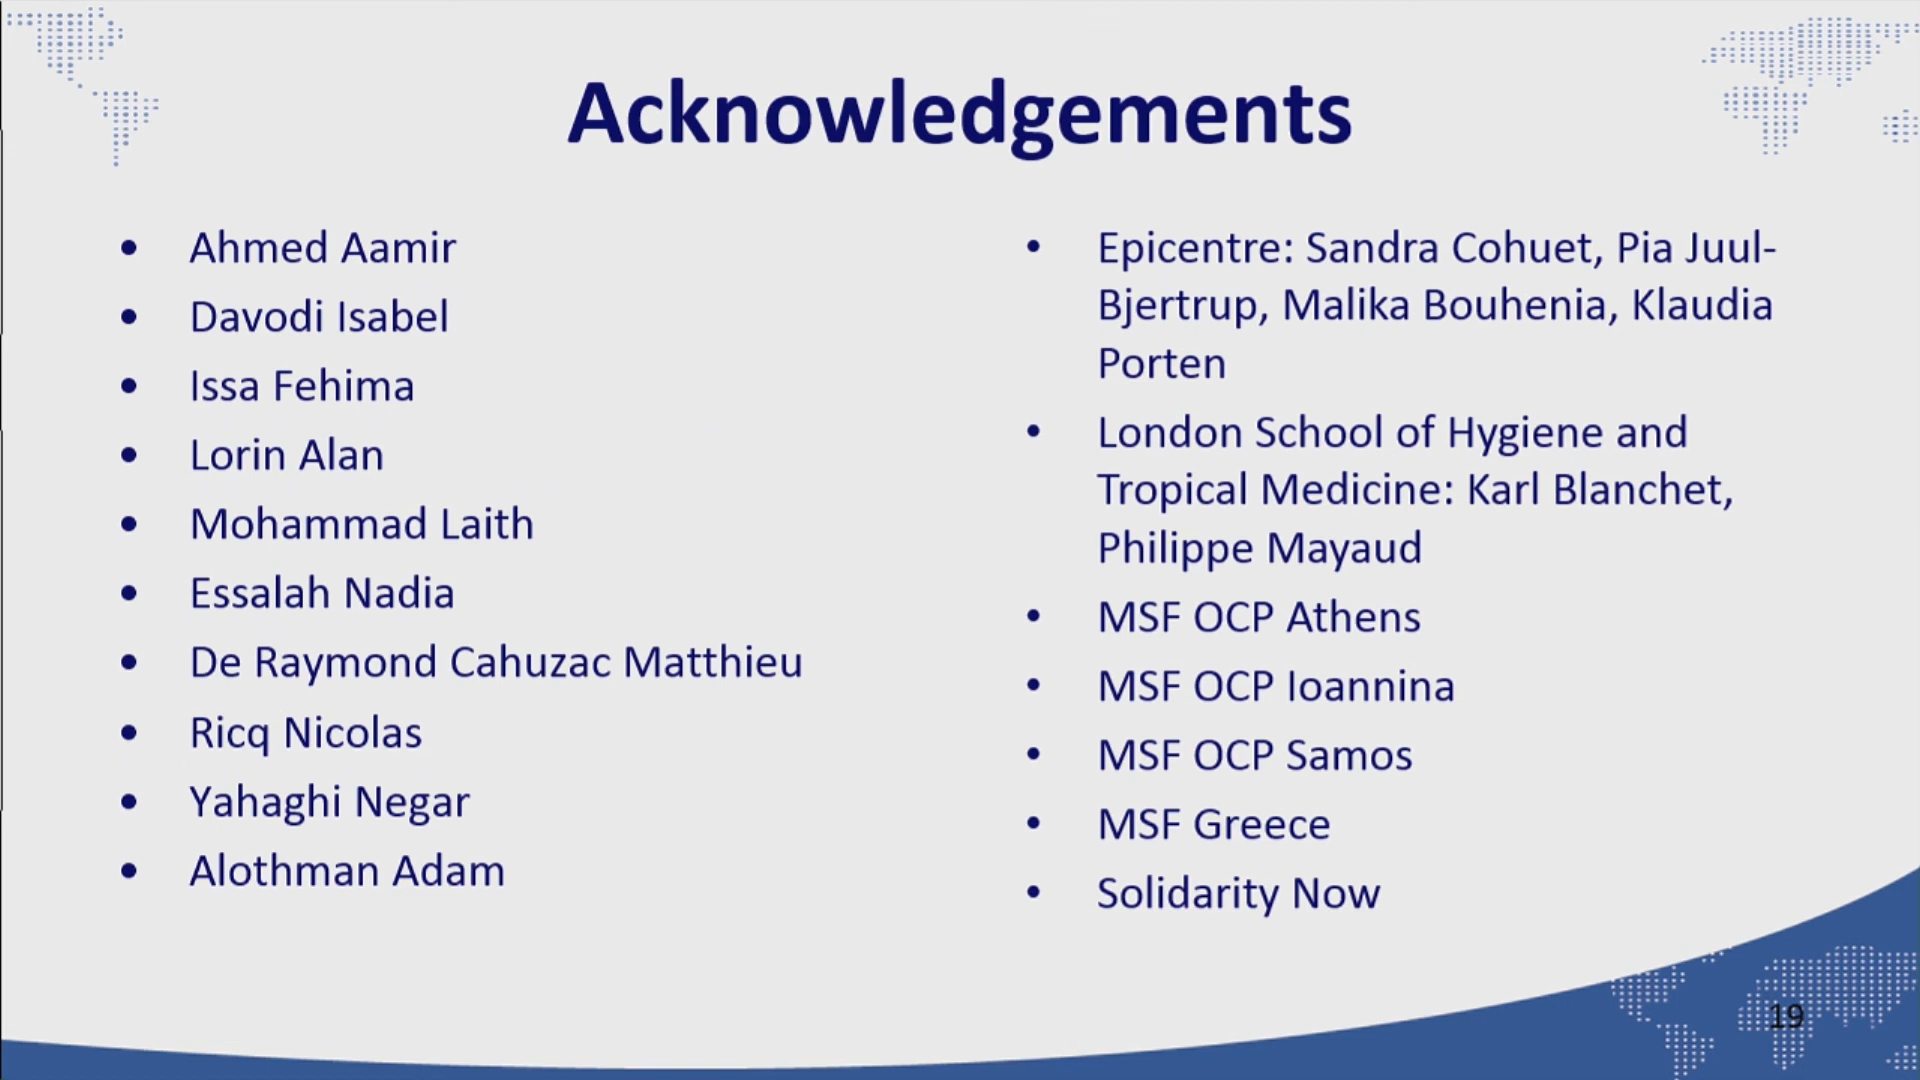 Acknowledgements
• Ahmed Aamir
• Davodi Isabel
• Issa Fehima
• Lorin Alan
• Mohammad Laith
• Essalah Nadia
• De Raymond Cahuzac Matthieu
• Ricq Nicolas
• Yahaghi Negar
• Alothman Adam
• Epicentre: Sandra Cohuet, Pia Juul-
Bjertrup, Malika Bouhenia, Klaudia
Porten
• London School of Hygiene and
Tropical Medicine: Karl Blanchet,
Philippe Mayaud
• MSF OCP Athens
• MSF OCP Ioannina
• MSF OCP Samos
• MSF Greece
• Solidarity Now
19